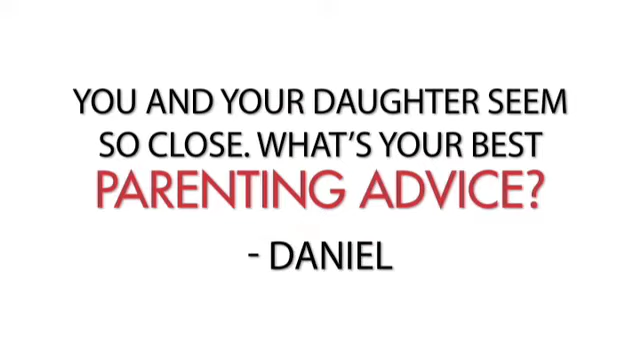 YOU AND YOUR DAUGHTER SEEM
SO CLOSE. WHAT'S YOUR BEST
PARENTING ADVICE?
- DANIEL